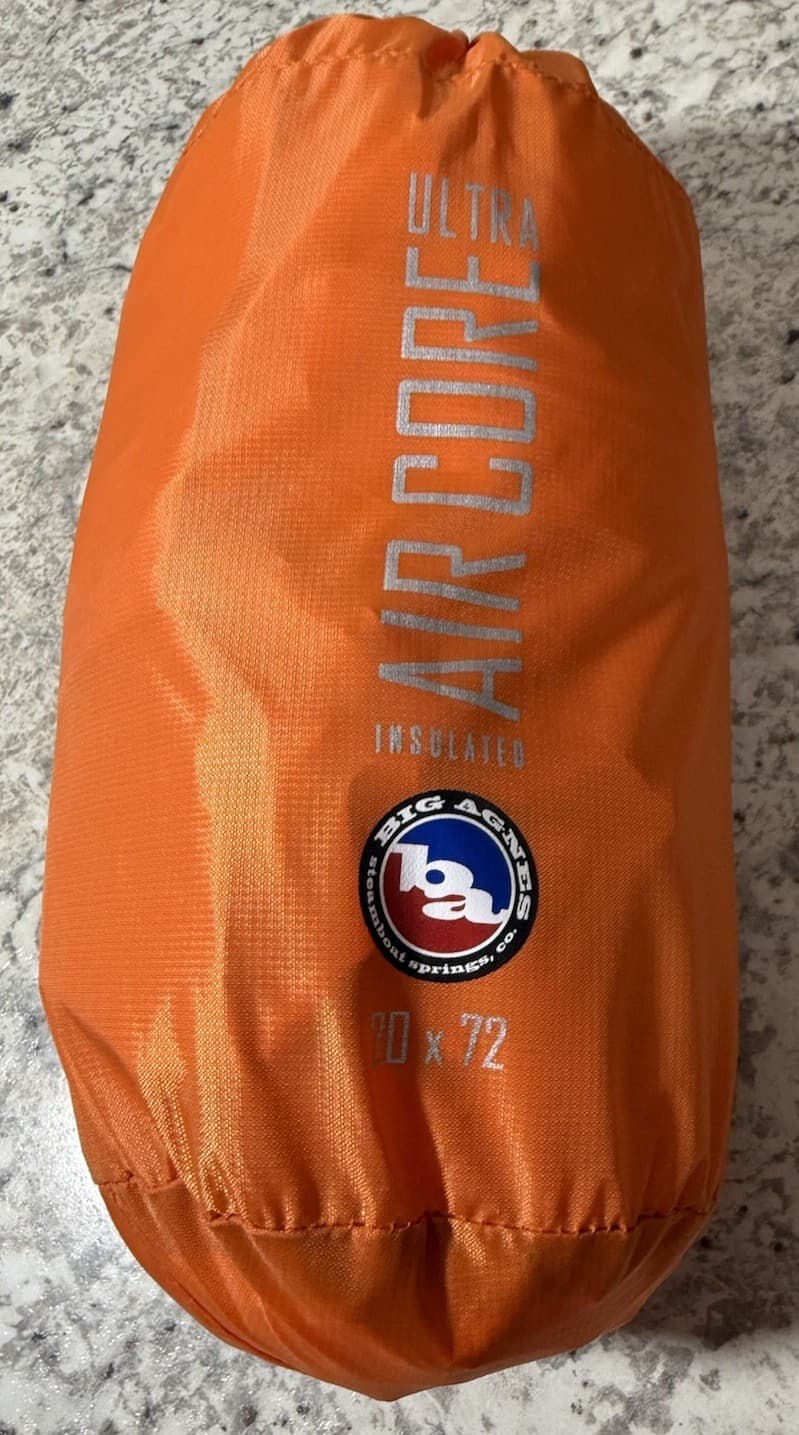 ULTRA
AIR CORE
INSULATED
BIG AGNES
steamboat springs, co.
ba
20 x 72